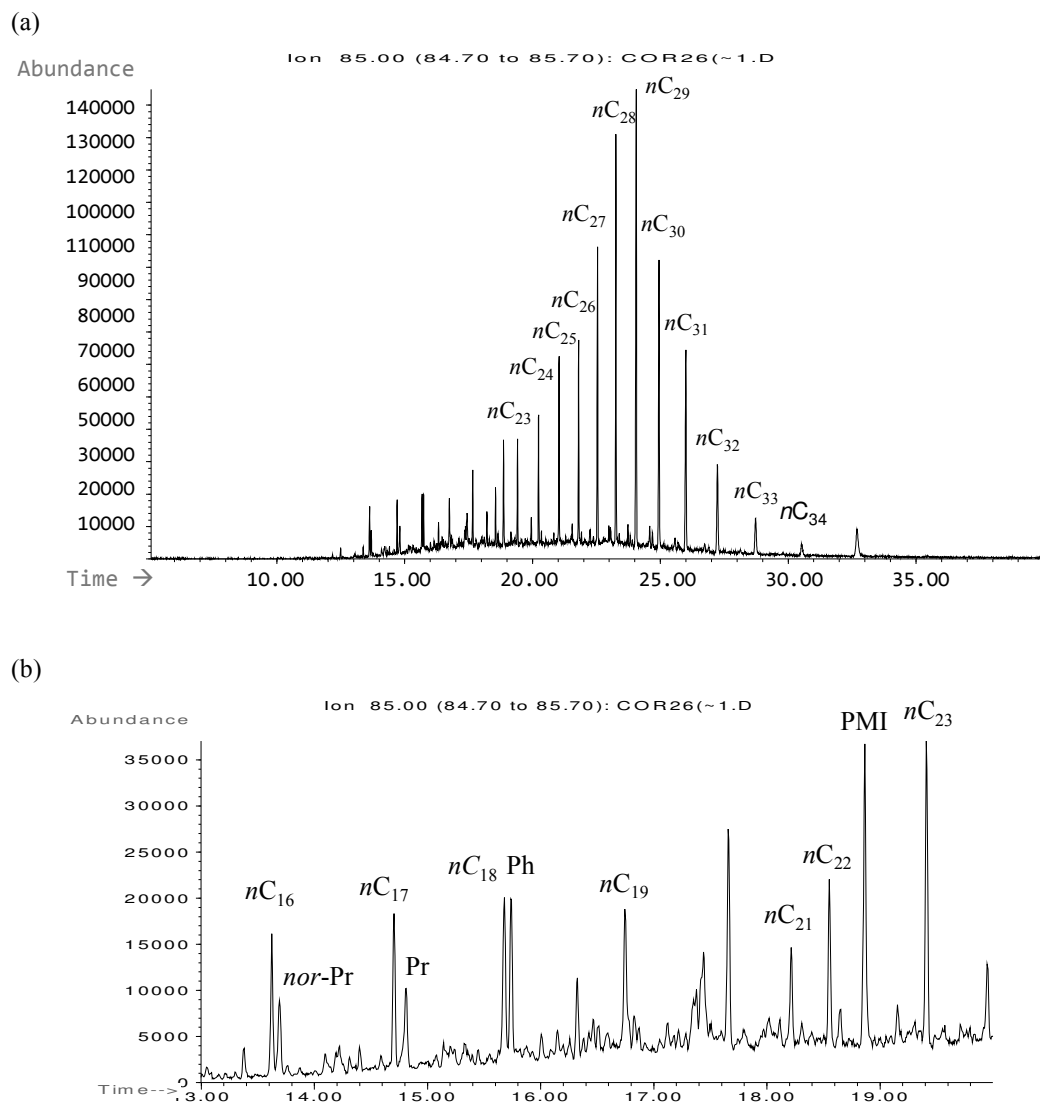 (a)
Ion 85.00 (84.70 to 85.70): COR26(~1.D
Abundance
140000
130000
120000
100000
110000
90000
80000
70000
60000
50000
40000
30000
20000
10000
Time →
10.00 15.00 20.00 25.00 30.00 35.00
nC23
nC24
nC25
nC26
nC27
nC28
nC29
nC30
nC31
nC32
nC33
nC34
(b)
Ion 85.00 (84.70 to 85.70): COR26(~1.D
Abundance
35000
30000
25000
20000
15000
10000
5000
Time-->
13.00 14.00 15.00 16.00 17.00 18.00 19.00
nC16
nor-Pr
nC17
Pr
nC18 Ph
nC19
nC21
nC22
PMI
nC23